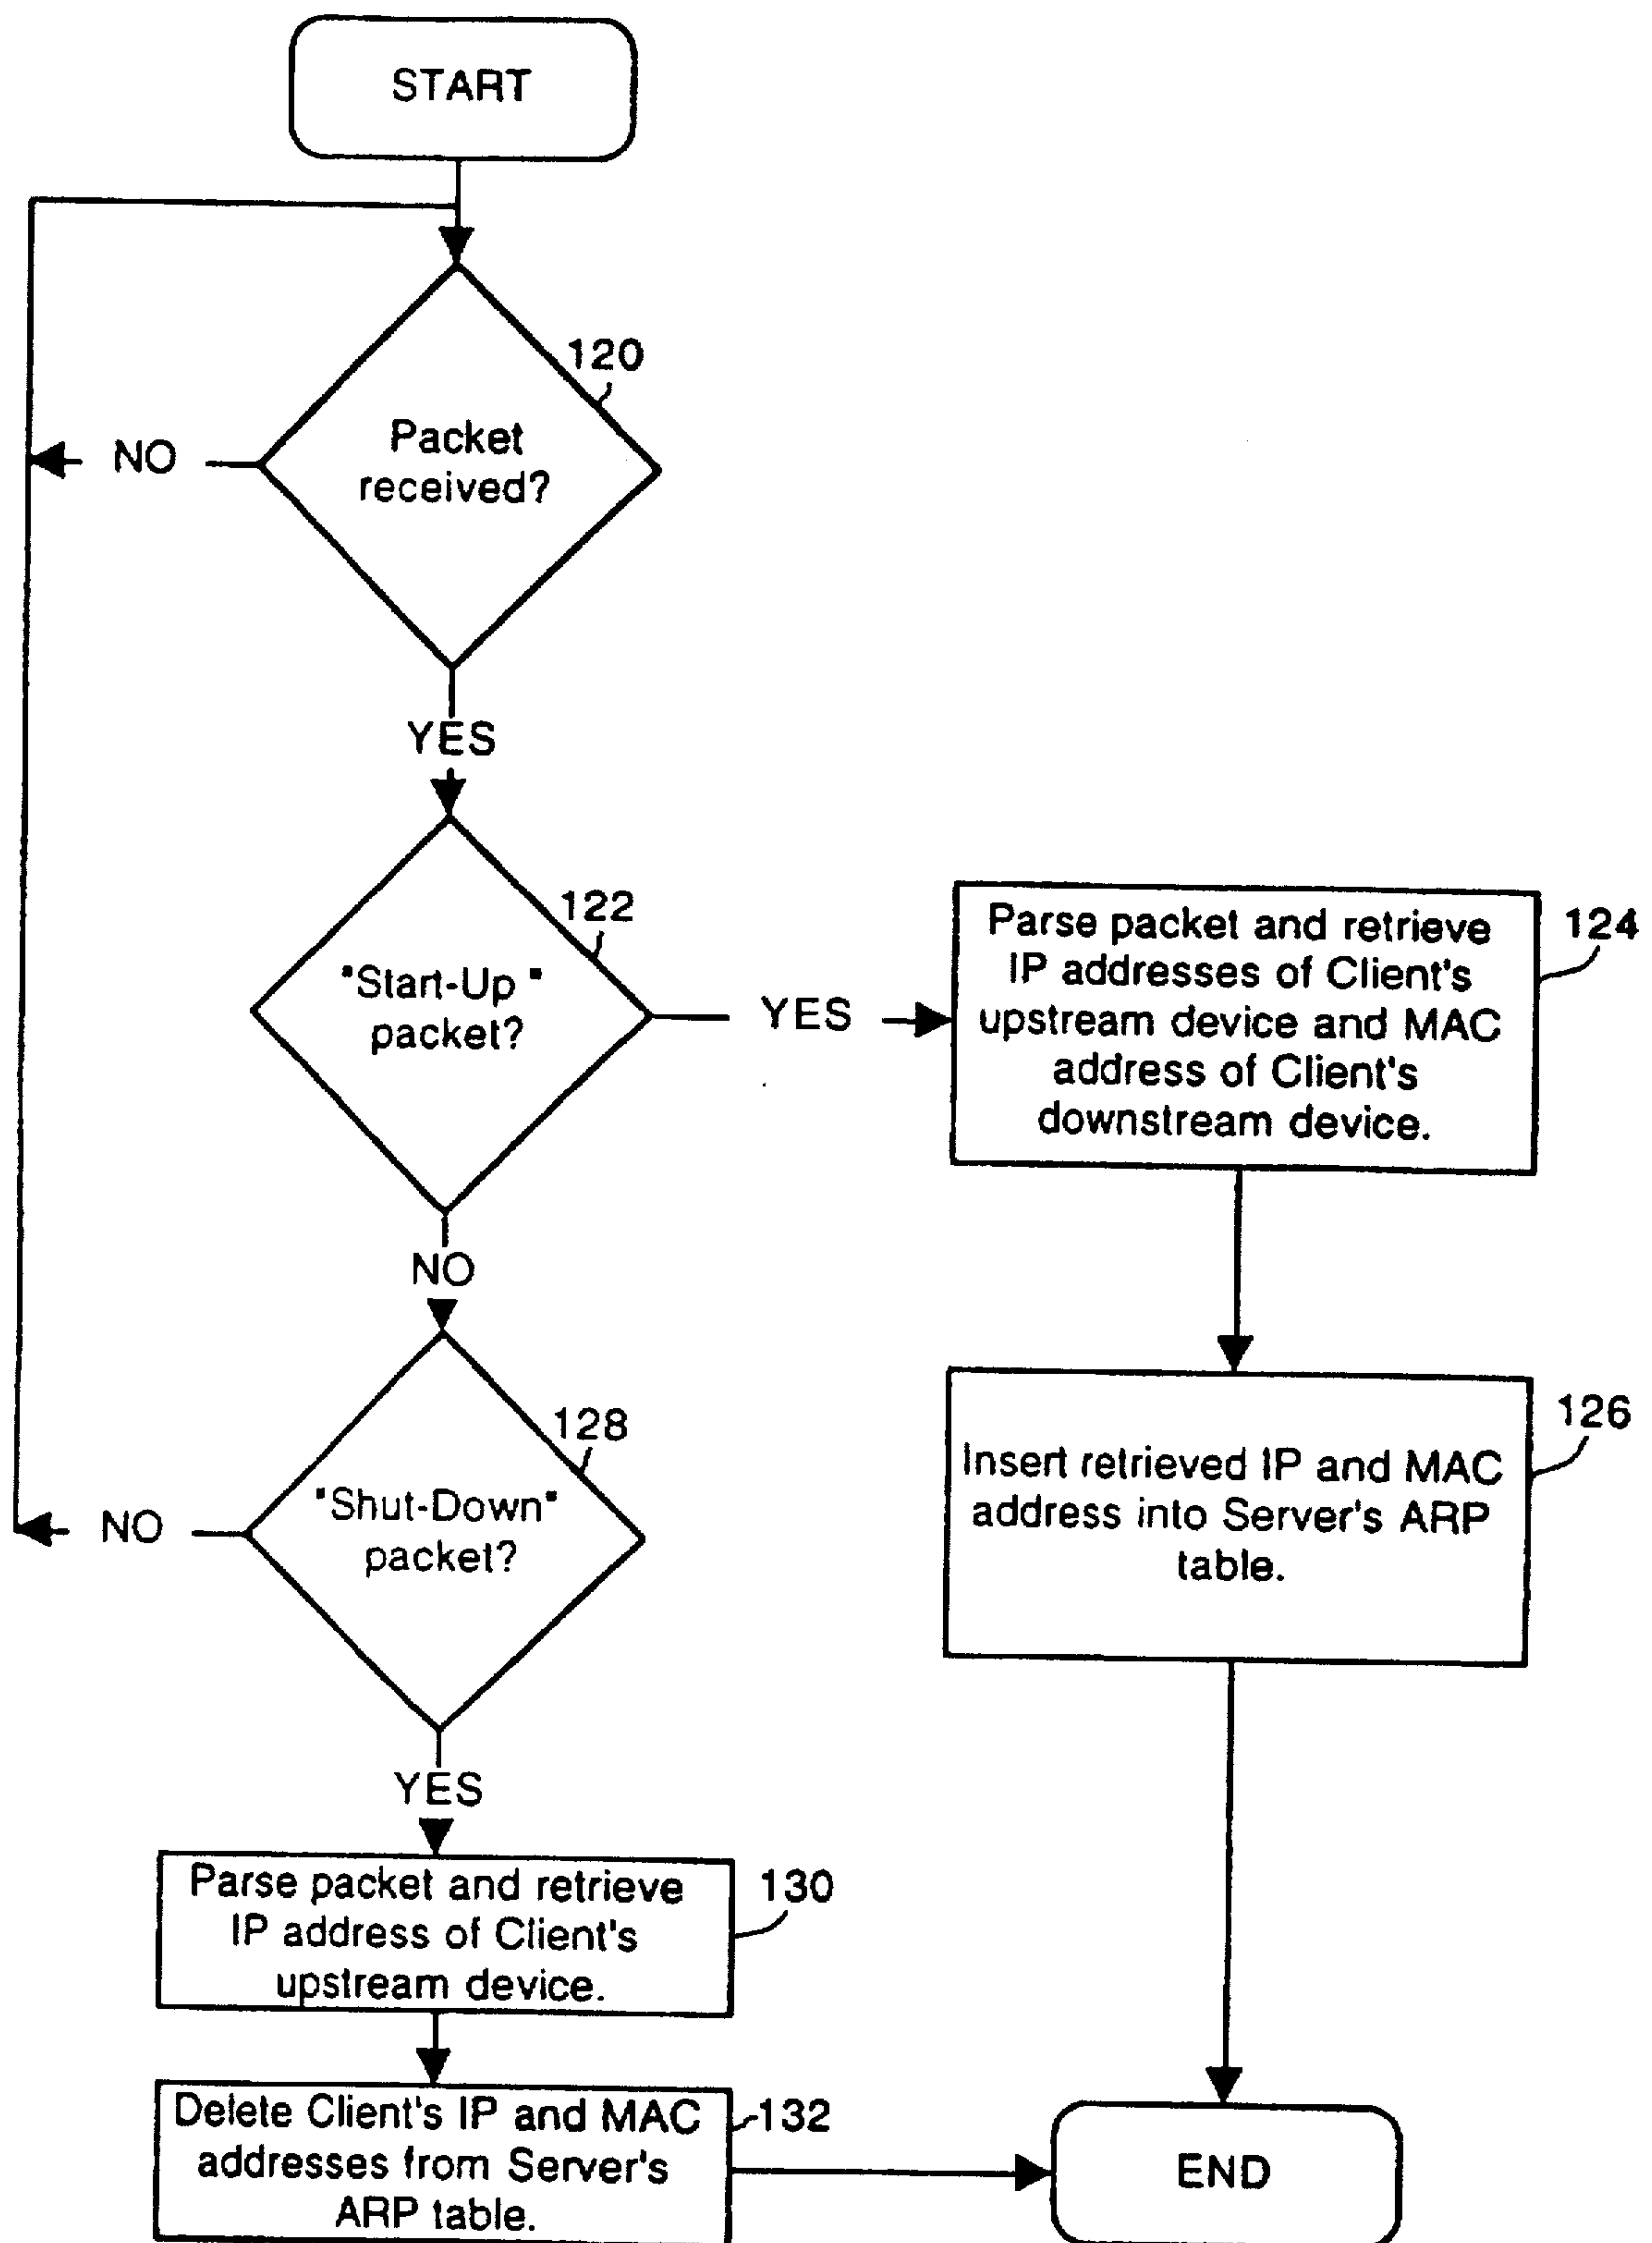 START
120
Packet
received?
NO
YES
122
"Start-Up "
packet?
YES
124
Parse packet and retrieve
IP addresses of Client's
upstream device and MAC
address of Client's
downstream device.
NO
126
Insert retrieved IP and MAC
address into Server's ARP
table.
128
"Shut-Down"
packet?
NO
YES
130
Parse packet and retrieve
IP address of Client's
upstream device.
132
Delete Client's IP and MAC
addresses from Server's
ARP table.
END